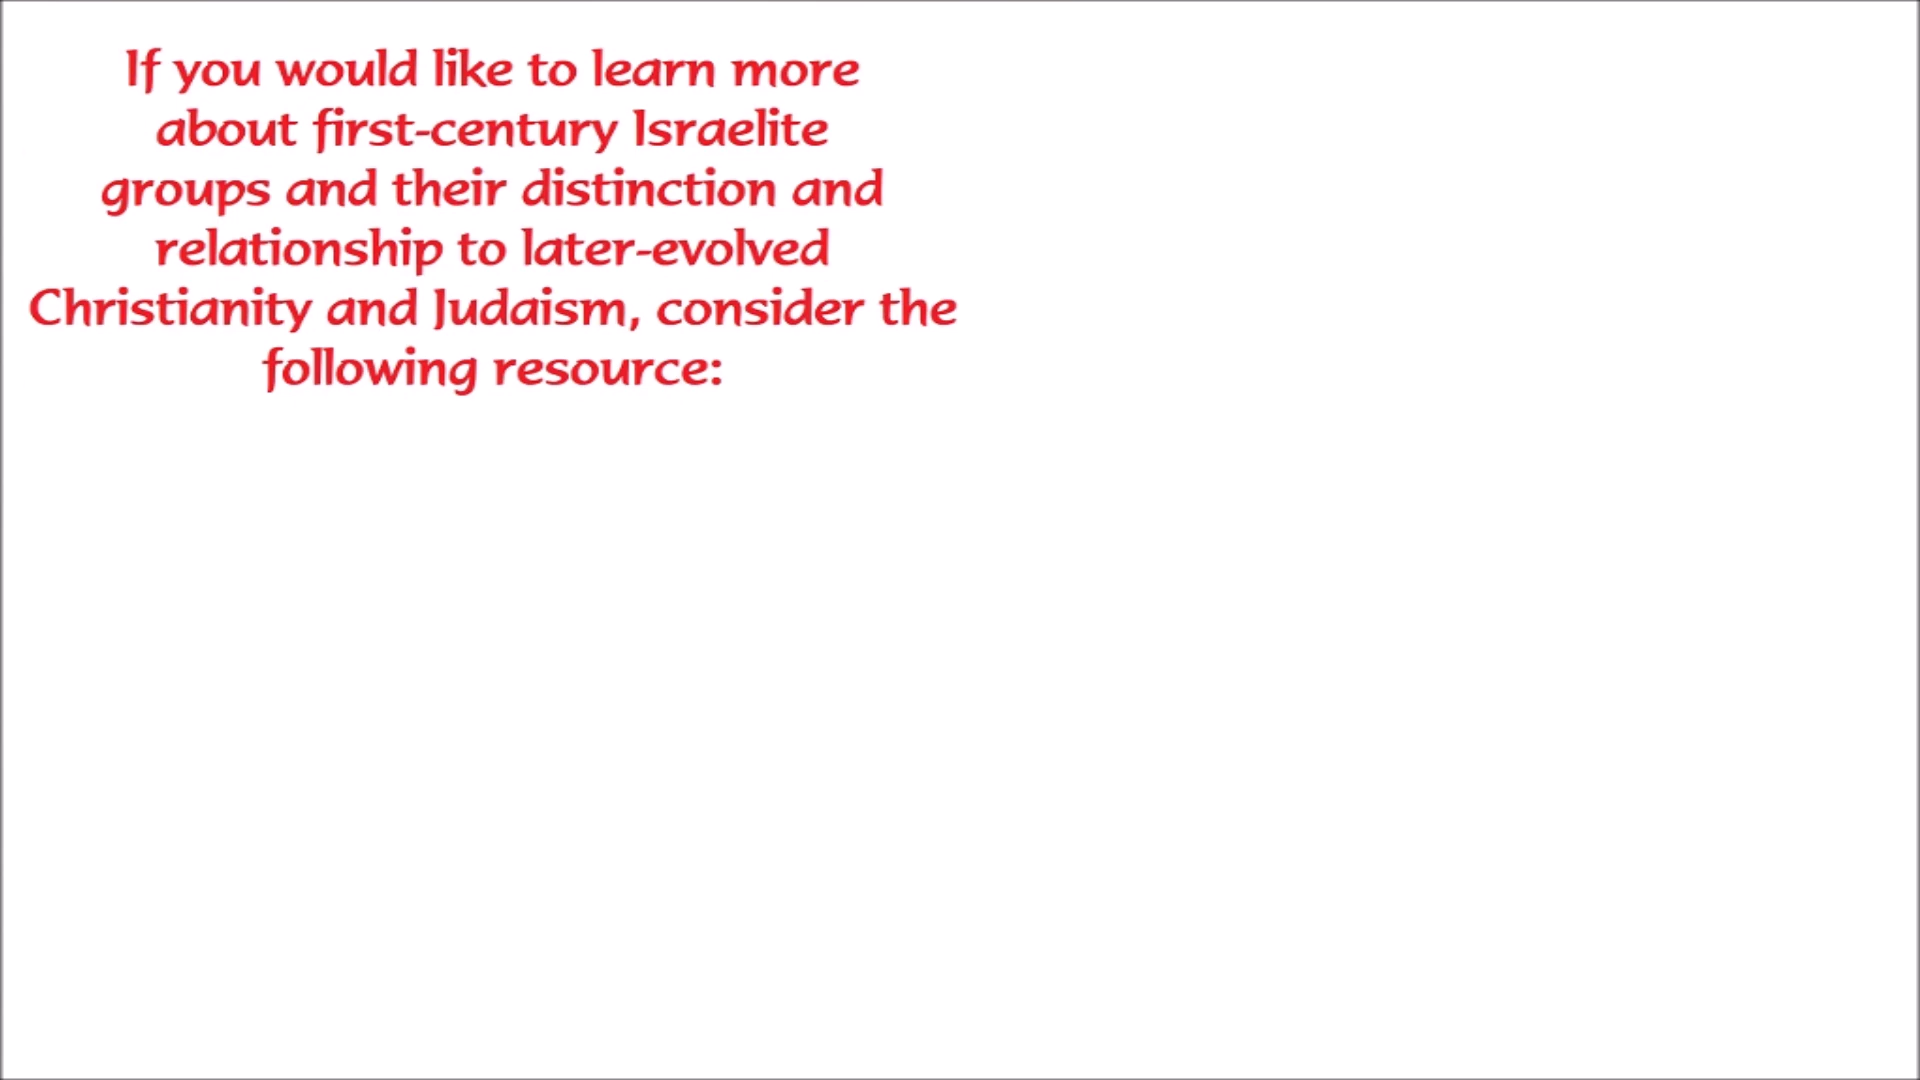 If you would like to learn more
about first-century Israelite
groups and their distinction and
relationship to later-evolved
Christianity and Judaism, consider the
following resource: